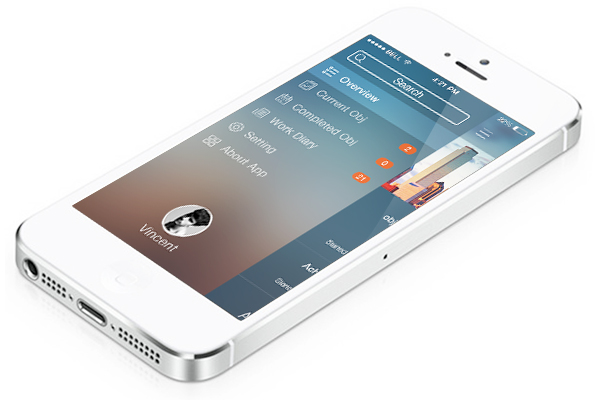 BELL
4:21 PM
Search
Overview
Current Obj
2
Completed Obj
0
Work Diary
21
Setting
About App
Vincent
obj
Started
Ach